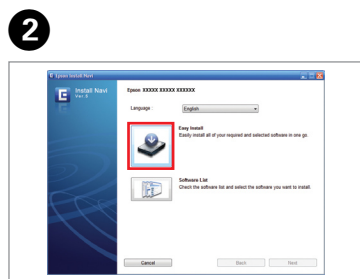 2
Epson Install Navi
Install Navi
Ver.6
Epson XXXXX XXXXX XXXXXX
Language :
English
Easy Install
Easily install all of your required and selected software in one go.
Software List
Check the software list and select the software you want to install.
Cancel
Back
Next